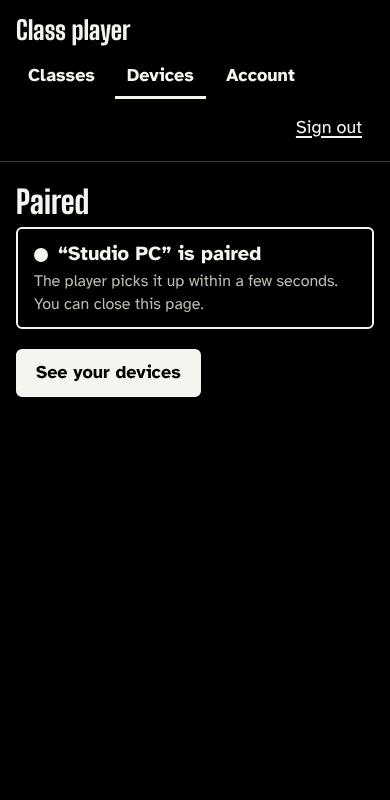 Class player
Classes Devices Account
Sign out
Paired
“Studio PC” is paired
The player picks it up within a few seconds.
You can close this page.
See your devices